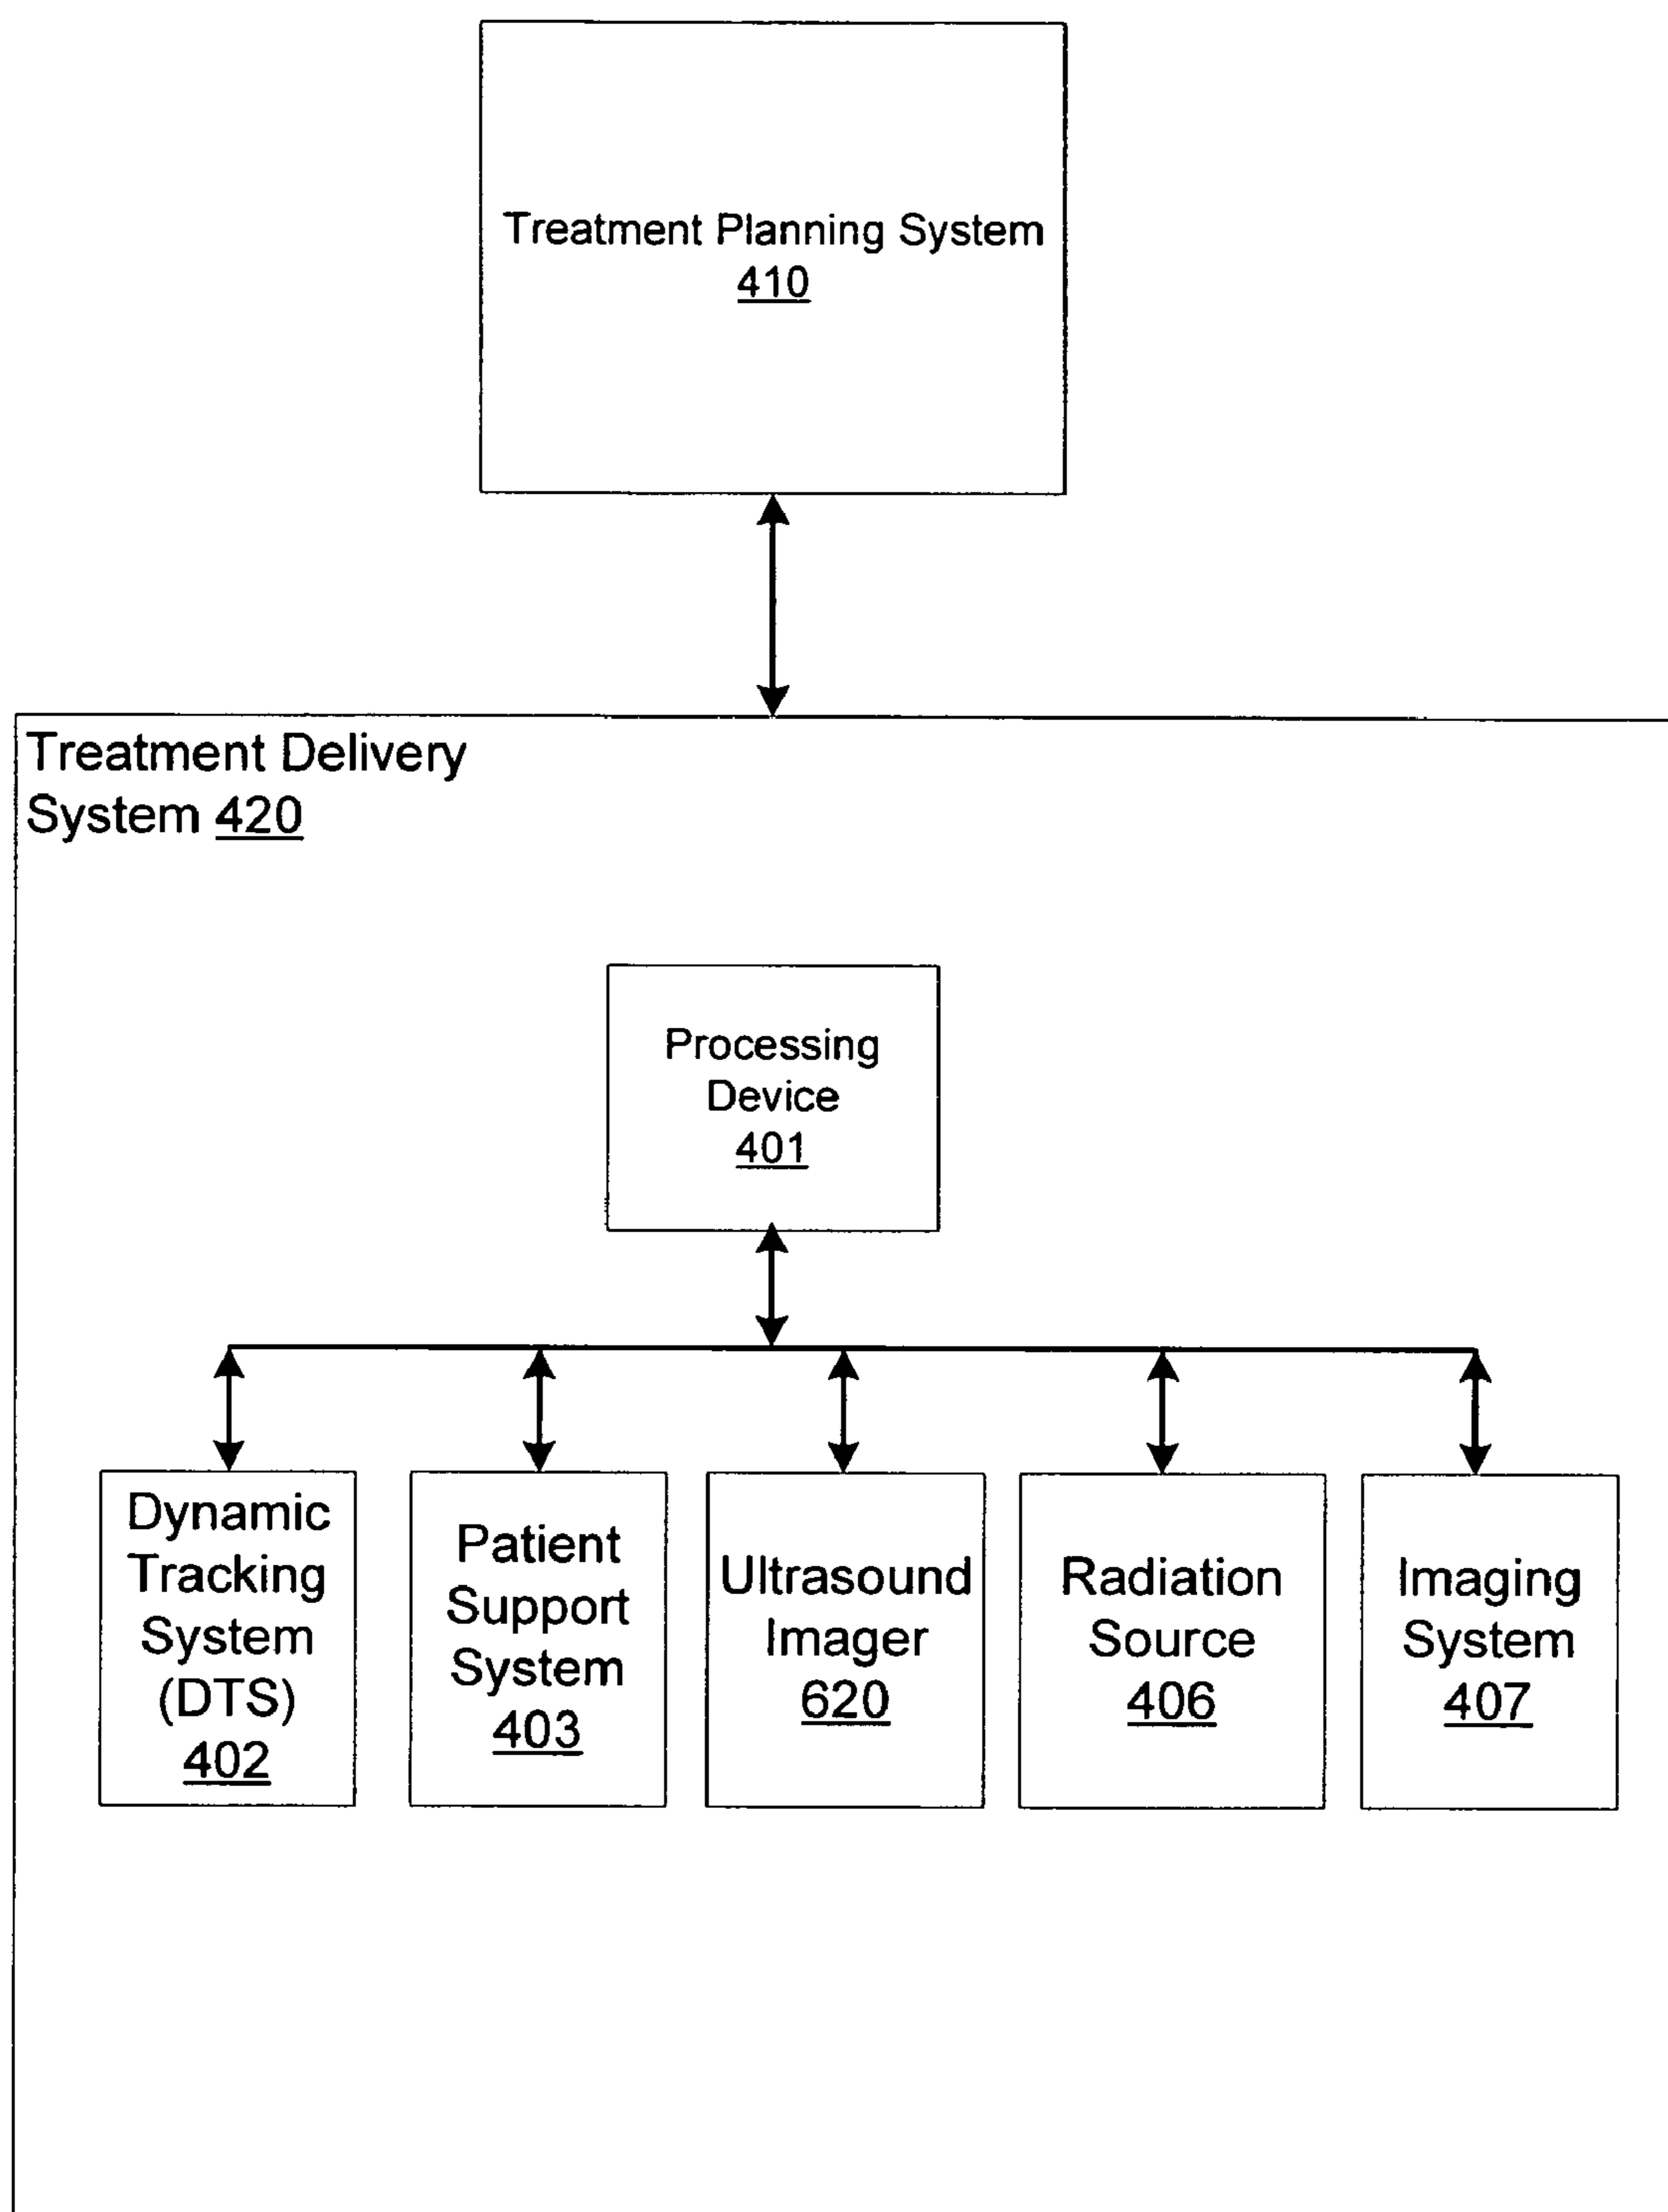 Treatment Planning System
410
Treatment Delivery
System 420
Processing
Device
401
Dynamic
Tracking
System
(DTS)
402
Patient
Support
System
403
Ultrasound
Imager
620
Radiation
Source
406
Imaging
System
407